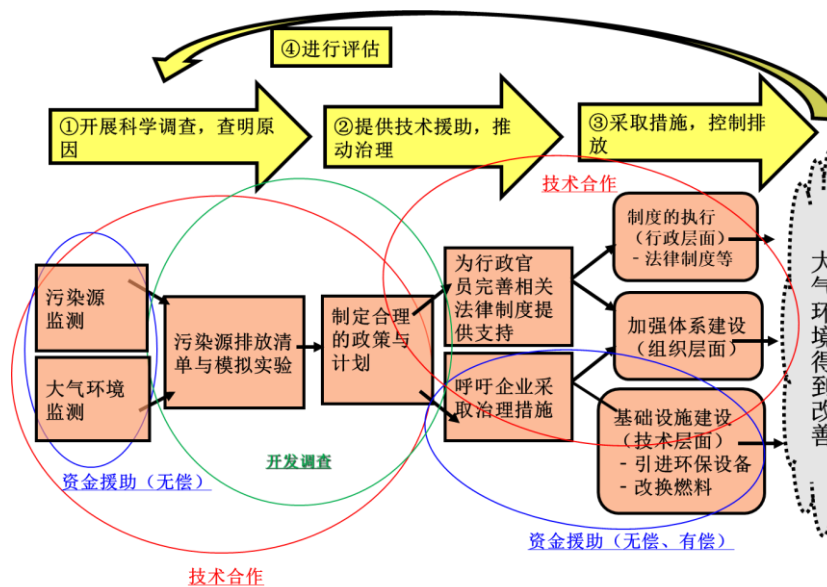 ④进行评估
①开展科学调查，查明原
因
②提供技术援助，推
动治理
③采取措施，控制排
放
技术合作
污染源
监测
大气环境
监测
污染源排放清
单与模拟实验
制定合理
的政策与
计划
为行政官
员完善相关
法律制度提
供支持
呼吁企业采
取治理措施
制度的执行
（行政层面）
- 法律制度等
加强体系建设
（组织层面）
基础设施建设
（技术层面）
- 引进环保设备
- 改换燃料
大气环境得到改善
资金援助（无偿）
开发调查
资金援助（无偿、有偿）
技术合作